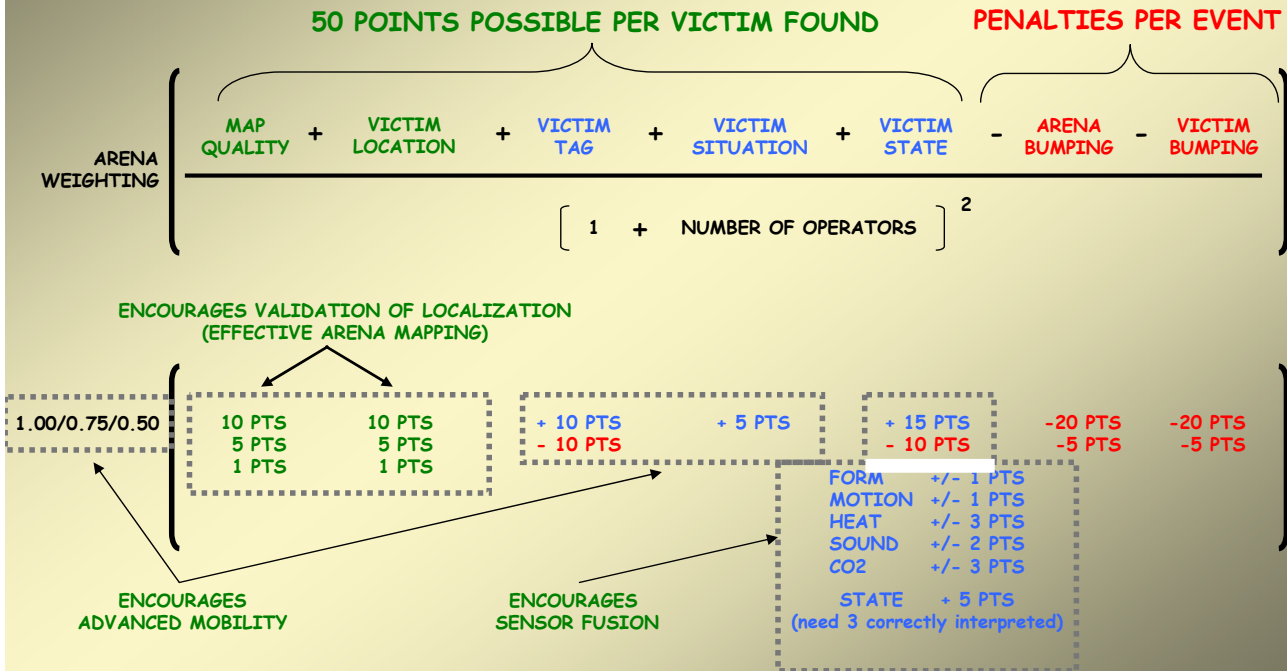 50 POINTS POSSIBLE PER VICTIM FOUND
PENALTIES PER EVENT
ARENA
WEIGHTING
MAP
QUALITY
+
VICTIM
LOCATION
+
VICTIM
TAG
+
VICTIM
SITUATION
+
VICTIM
STATE
-
ARENA
BUMPING
-
VICTIM
BUMPING
1 + NUMBER OF OPERATORS
2
ENCOURAGES VALIDATION OF LOCALIZATION
(EFFECTIVE ARENA MAPPING)
1.00/0.75/0.50
10 PTS 10 PTS + 10 PTS + 5 PTS + 15 PTS -20 PTS -20 PTS
5 PTS 5 PTS - 10 PTS - 10 PTS -5 PTS -5 PTS
1 PTS 1 PTS
FORM +/- 1 PTS
MOTION +/- 1 PTS
HEAT +/- 3 PTS
SOUND +/- 2 PTS
CO2 +/- 3 PTS
STATE + 5 PTS
(need 3 correctly interpreted)
ENCOURAGES
ADVANCED MOBILITY
ENCOURAGES
SENSOR FUSION